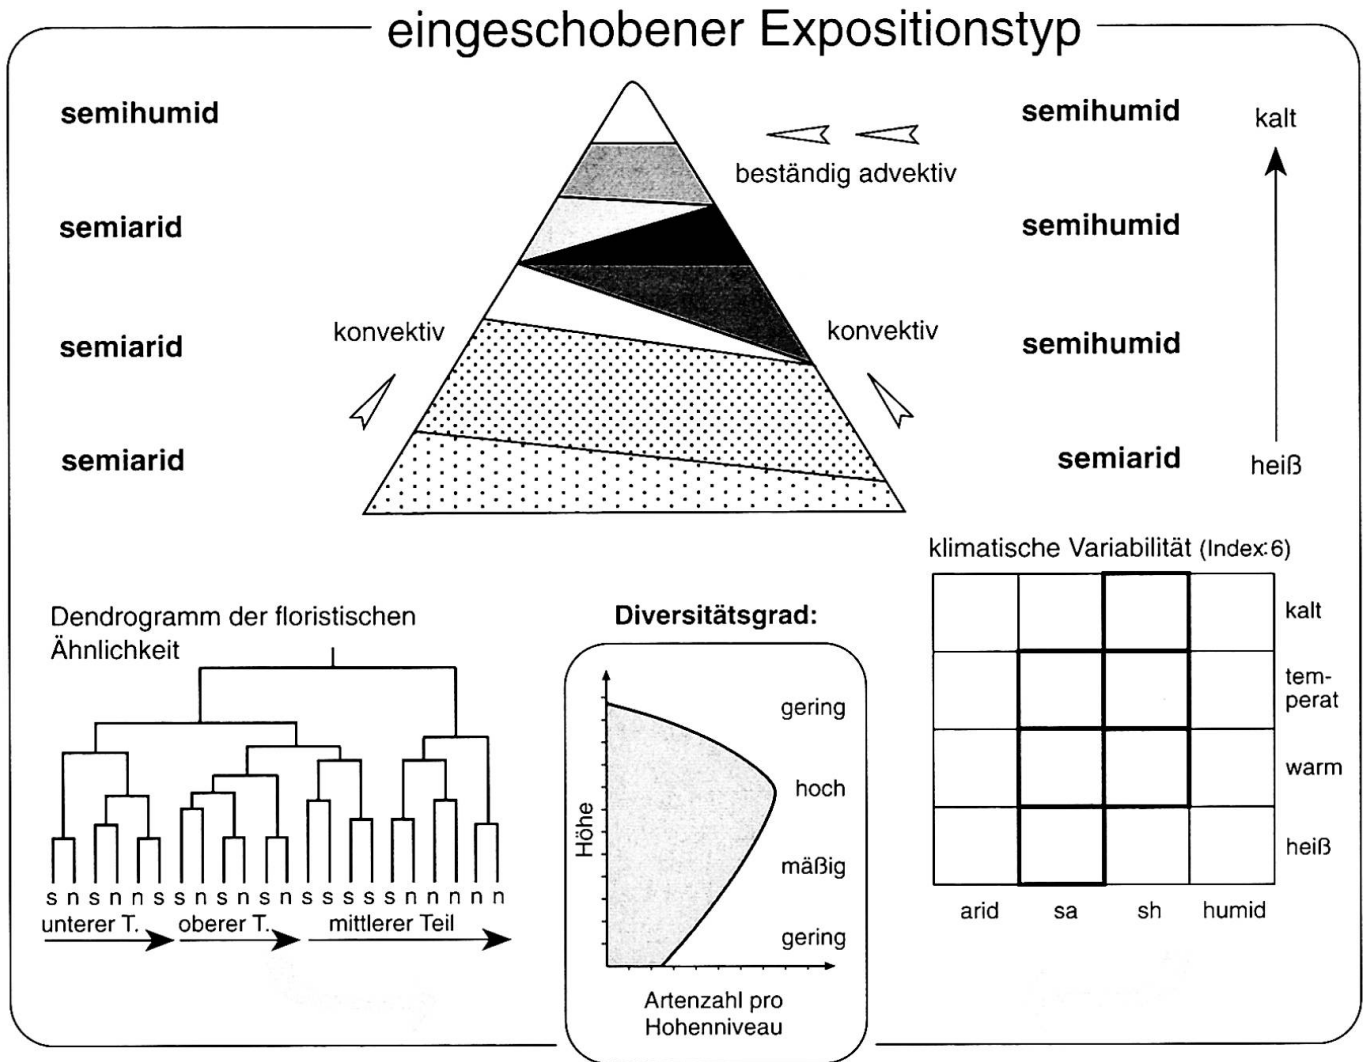 eingeschobener Expositionstyp
semihumid
semiarid
semiarid
semiarid
beständig advektiv
konvektiv
konvektiv
semihumid
semihumid
semihumid
semiarid
kalt
heiß
Dendrogramm der floristischen
Ähnlichkeit
s n s n n s s n s n s n s s s s s n n n n n
unterer T.
oberer T.
mittlerer Teil
Diversitätsgrad:
gering
hoch
mäßig
gering
Höhe
Artenzahl pro
Hohenniveau
klimatische Variabilität (Index:6)
kalt
tem-
perat
warm
heiß
arid
sa
sh
humid